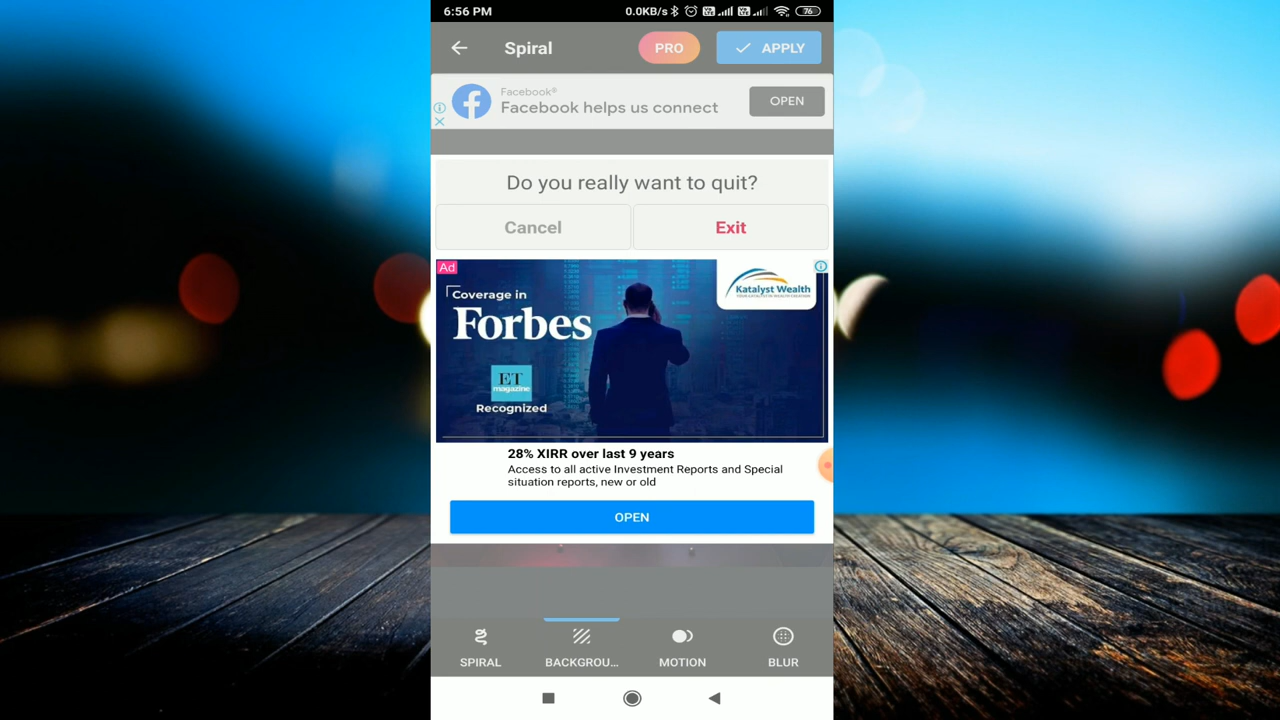 6:56 PM
0.0KB/s
76
Spiral
PRO
APPLY
Facebook®
Facebook helps us connect
OPEN
Do you really want to quit?
Cancel
Exit
Ad
Coverage in
Forbes
Katalyst Wealth
ET
magazine
Recognized
28% XIRR over last 9 years
Access to all active Investment Reports and Special
situation reports, new or old
OPEN
SPIRAL
BACKGROU...
MOTION
BLUR